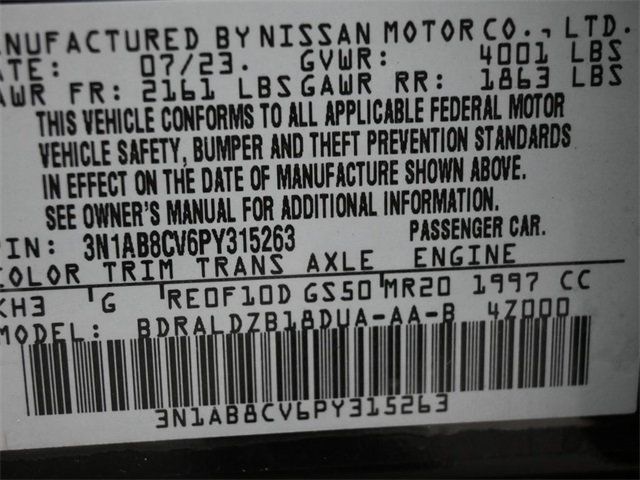 ANUFACTURED BY NISSAN MOTOR CO., LTD.
ATE: 07/23. GVWR: 4001 LBS
AWR FR: 2161 LBS GAWR RR: 1863 LBS
THIS VEHICLE CONFORMS TO ALL APPLICABLE FEDERAL MOTOR
VEHICLE SAFETY, BUMPER AND THEFT PREVENTION STANDARDS
IN EFFECT ON THE DATE OF MANUFACTURE SHOWN ABOVE.
SEE OWNER'S MANUAL FOR ADDITIONAL INFORMATION.
IN: 3N1AB8CV6PY315263 PASSENGER CAR.
COLOR TRIM TRANS AXLE ENGINE
KH3 G RE0F10D GS50 MR20 1997 CC
MODEL: BDRALDZB18DUA-AA-B 4Z000
3N1AB8CV6PY315263